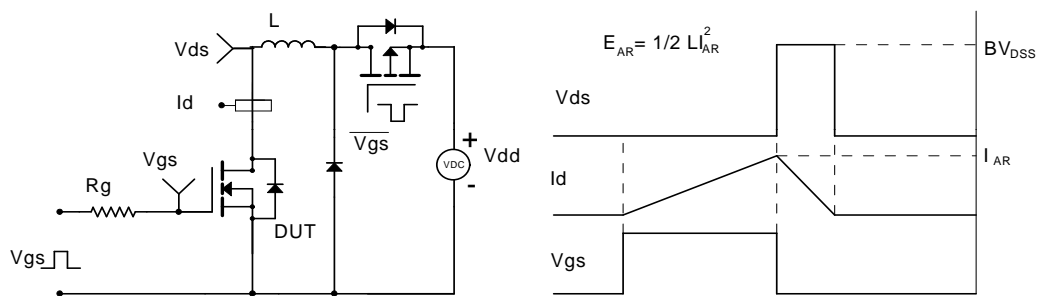 L
Vds
Id
Vgs
Vgs
Rg
DUT
Vgs
+
VDC
-
Vdd
E_AR = 1/2 LI²_AR
BV_DSS
Vds
I_AR
Id
Vgs